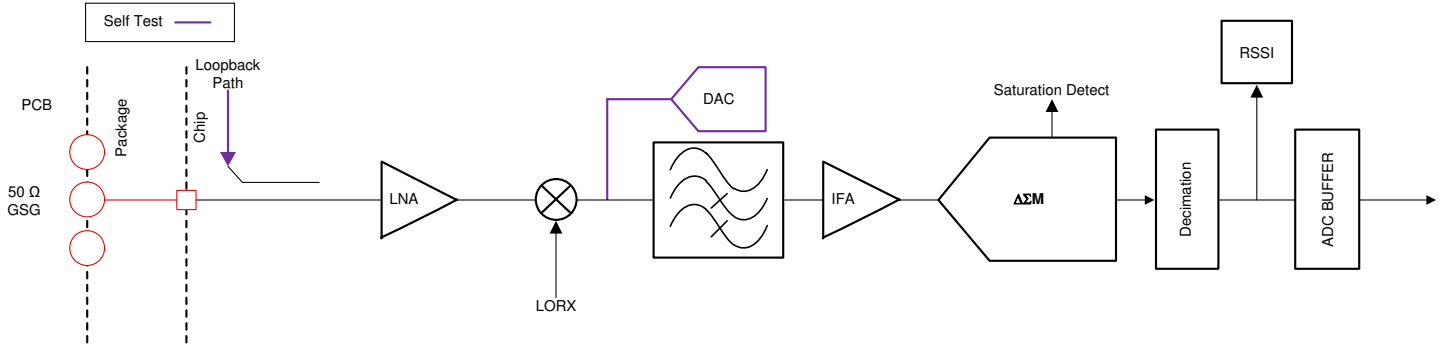 Self Test
Loopback
Path
PCB
Package
Chip
50 Ω
GSG
LNA
LORX
DAC
IFA
Saturation Detect
ΔΣM
Decimation
RSSI
ADC BUFFER